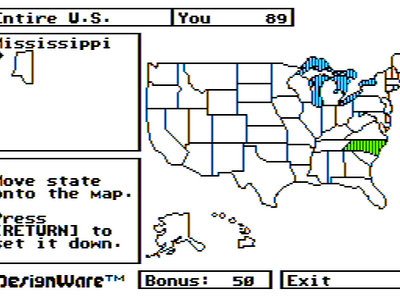 Entire U.S.
You 89
Mississippi
Move state
onto the map.
Press
[RETURN] to
set it down.
DesignWare™
Bonus: 50
Exit